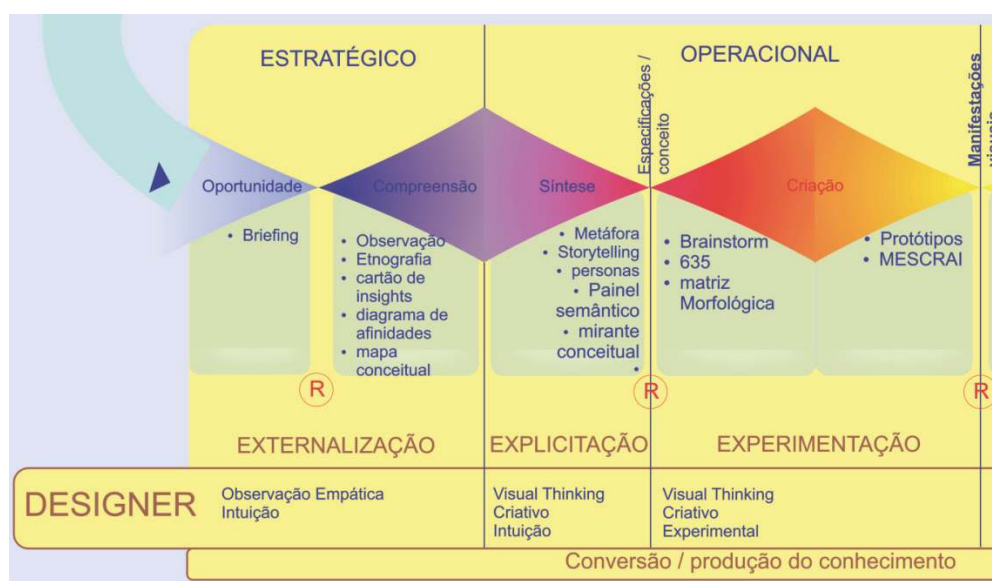 ESTRATÉGICO
OPERACIONAL
Especificações /
conceito
Manifestações
Oportunidade
Compreensão
Síntese
Criação
• Briefing
• Observação
• Etnografia
• cartão de
insights
• diagrama de
afinidades
• mapa
conceitual
• Metáfora
• Storytelling
• personas
• Painel
semântico
• mirante
conceitual
•
• Brainstorm
• 635
• matriz
Morfológica
• Protótipos
• MESCRAI
R
R
R
EXTERNALIZAÇÃO
EXPLICITAÇÃO
EXPERIMENTAÇÃO
DESIGNER
Observação Empática
Intuição
Visual Thinking
Criativo
Intuição
Visual Thinking
Criativo
Experimental
Conversão / produção do conhecimento